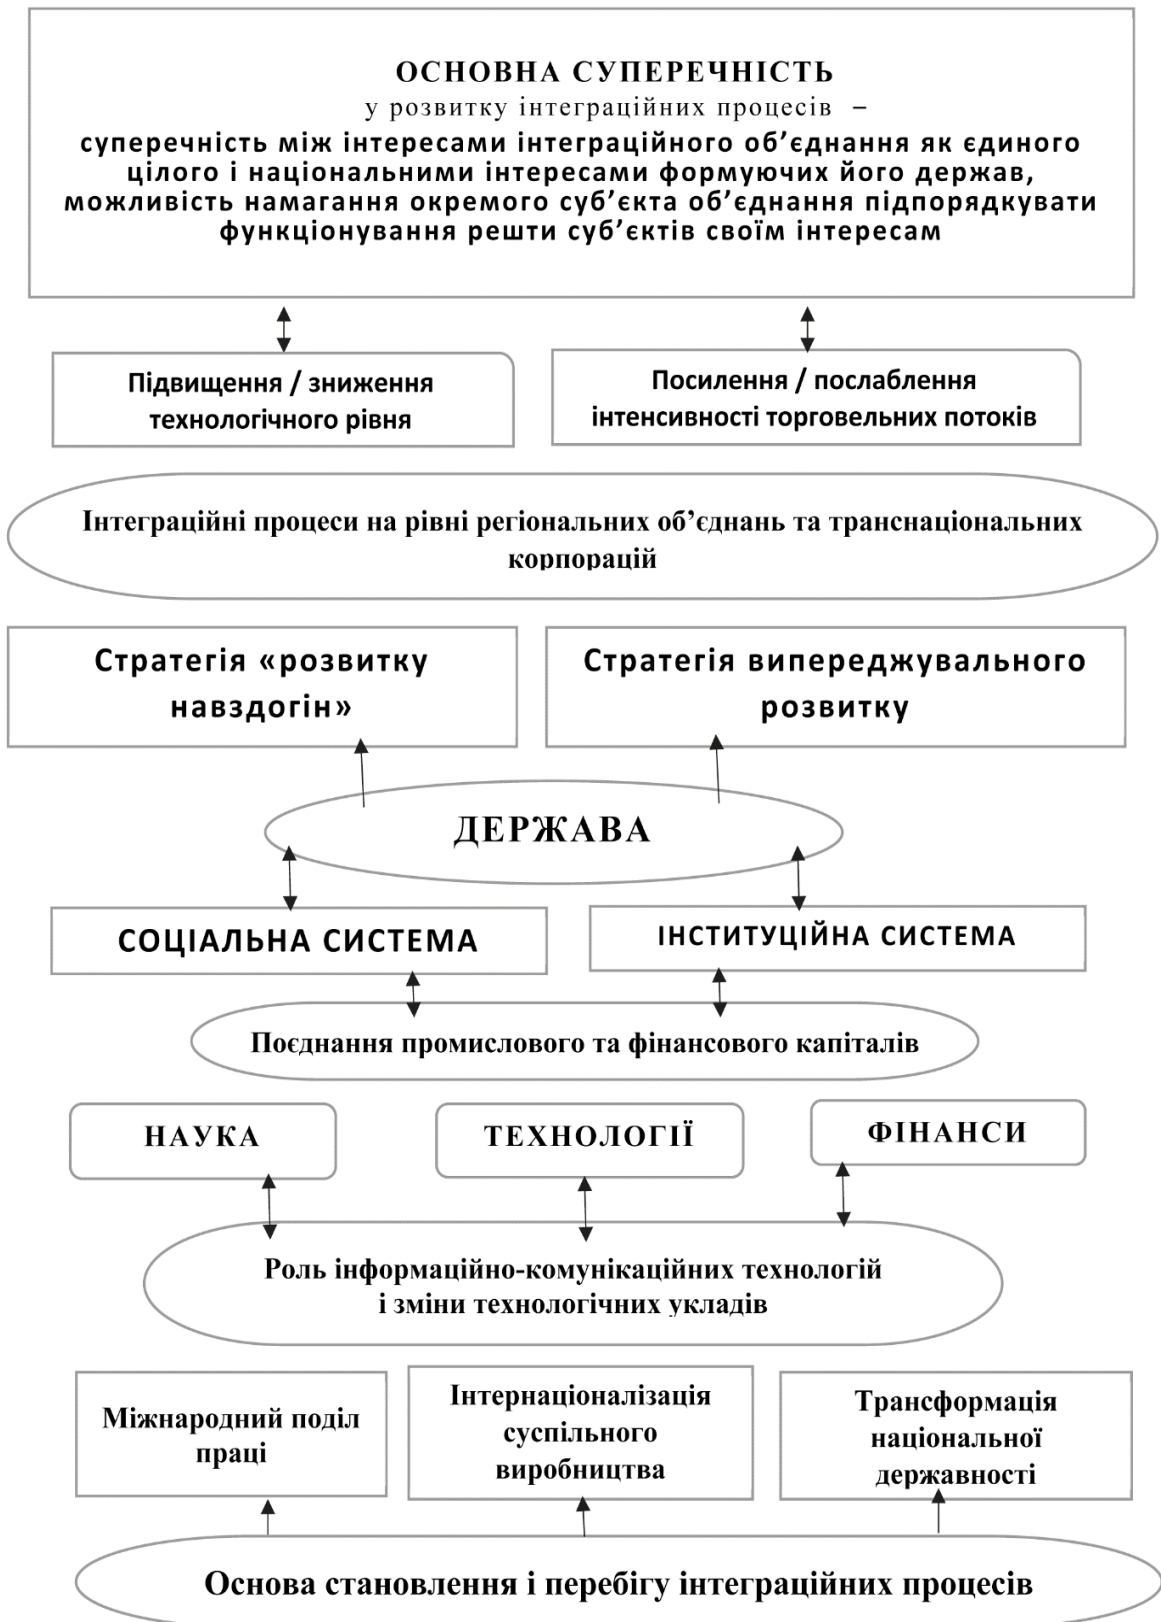 ОСНОВНА СУПЕРЕЧНІСТЬ
у розвитку інтеграційних процесів –
суперечність між інтересами інтеграційного об’єднання як єдиного
цілого і національними інтересами формуючих його держав,
можливість намагання окремого суб’єкта об’єднання підпорядкувати
функціонування решти суб’єктів своїм інтересам
Підвищення / зниження
технологічного рівня
Посилення / послаблення
інтенсивності торговельних потоків
Інтеграційні процеси на рівні регіональних об’єднань та транснаціональних
корпорацій
Стратегія «розвитку
навздогін»
Стратегія випереджувального
розвитку
ДЕРЖАВА
СОЦІАЛЬНА СИСТЕМА
ІНСТИТУЦІЙНА СИСТЕМА
Поєднання промислового та фінансового капіталів
НАУКА
ТЕХНОЛОГІЇ
ФІНАНСИ
Роль інформаційно-комунікаційних технологій
і зміни технологічних укладів
Міжнародний поділ
праці
Інтернаціоналізація
суспільного
виробництва
Трансформація
національної
державності
Основа становлення і перебігу інтеграційних процесів